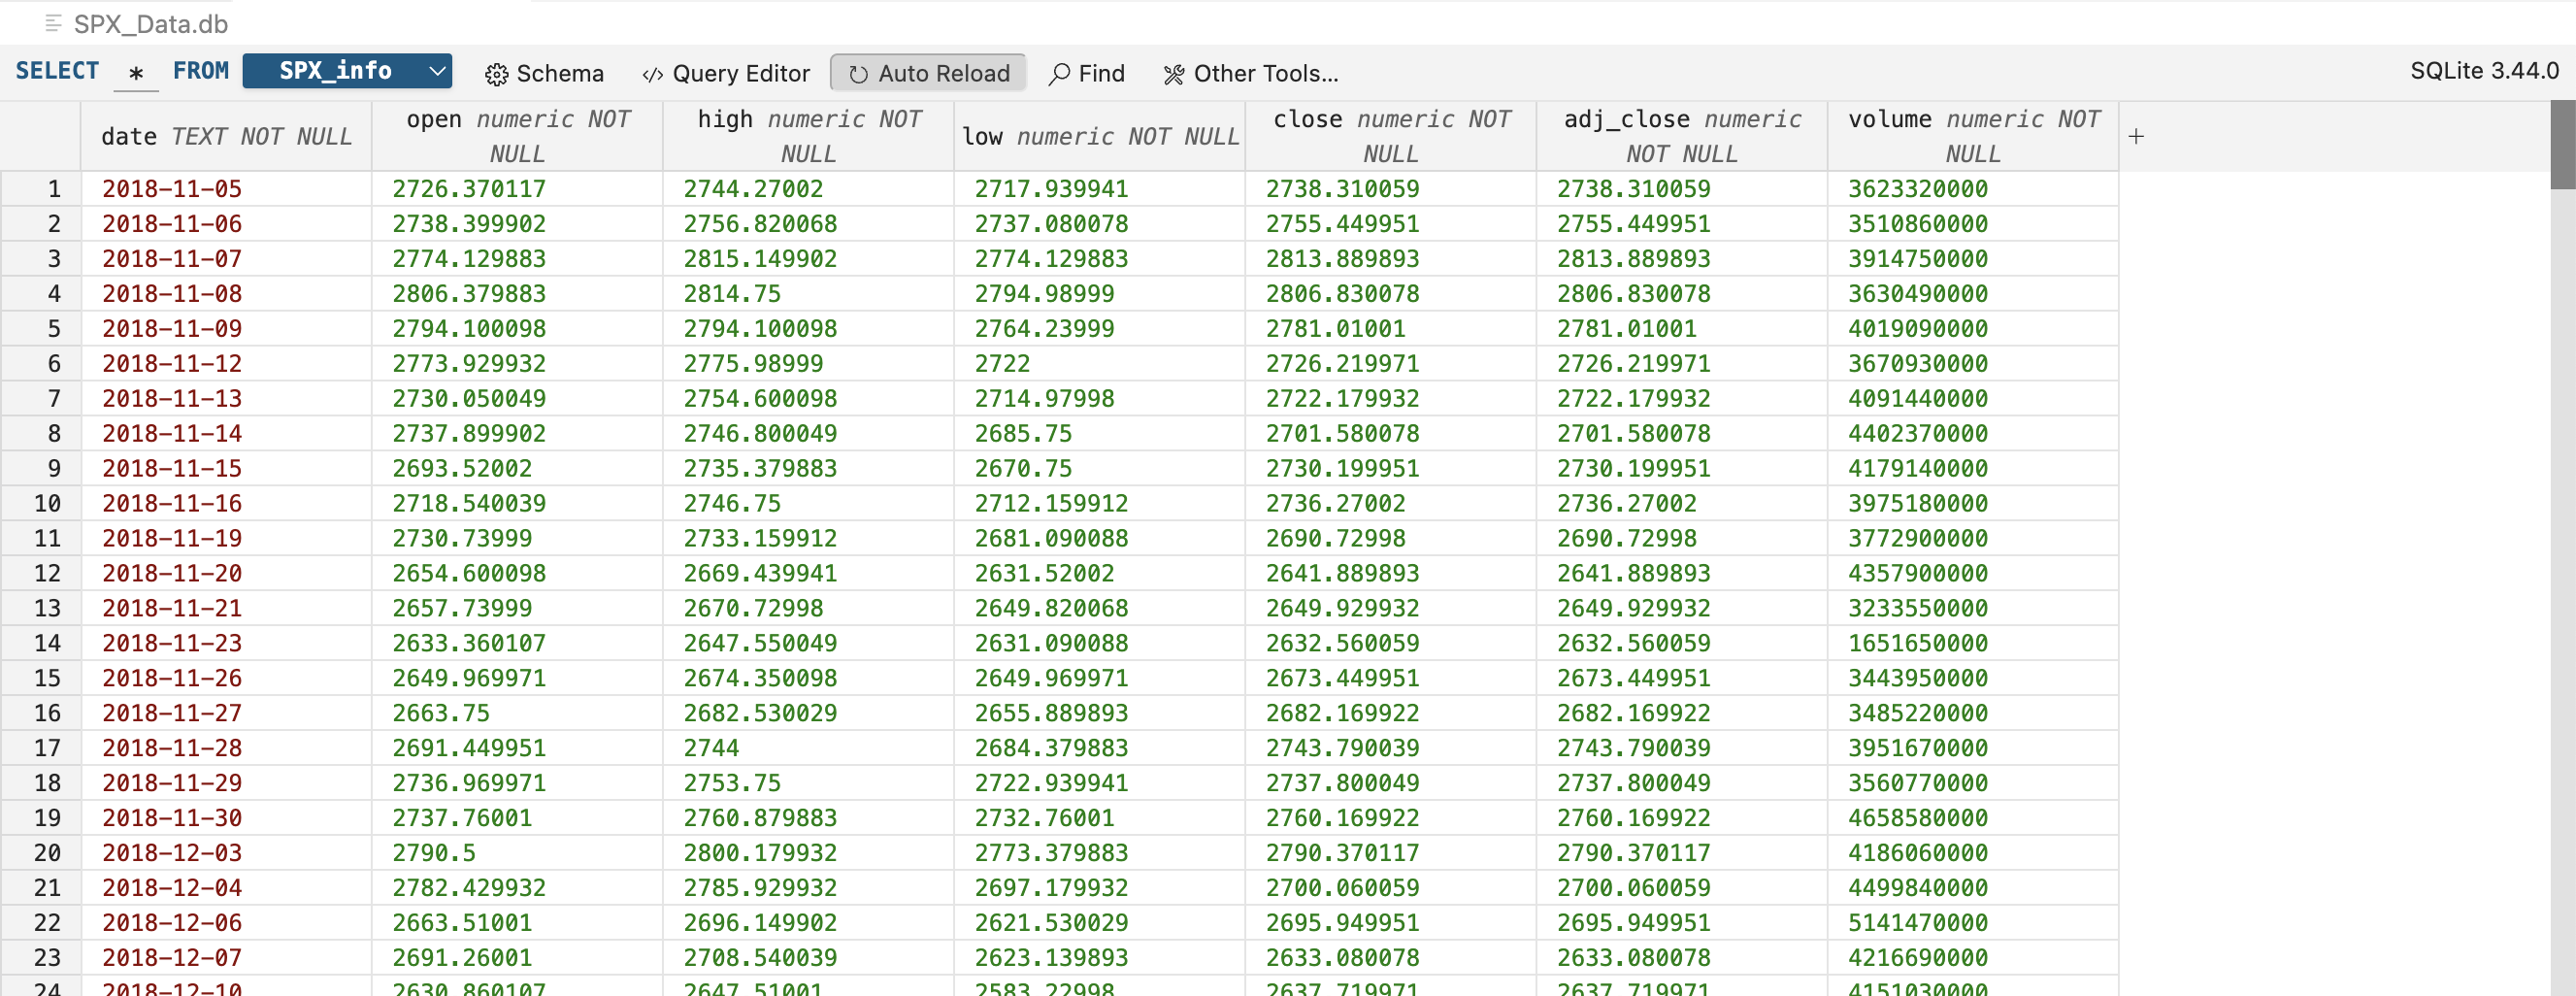 SPX_Data.db
SELECT * FROM SPX_info Schema </> Query Editor Auto Reload Find Other Tools... SQLite 3.44.0
date TEXT NOT NULL open numeric NOT NULL high numeric NOT NULL low numeric NOT NULL close numeric NOT NULL adj_close numeric NOT NULL volume numeric NOT NULL +
1 2018-11-05 2726.370117 2744.27002 2717.939941 2738.310059 2738.310059 3623320000
2 2018-11-06 2738.399902 2756.820068 2737.080078 2755.449951 2755.449951 3510860000
3 2018-11-07 2774.129883 2815.149902 2774.129883 2813.889893 2813.889893 3914750000
4 2018-11-08 2806.379883 2814.75 2794.98999 2806.830078 2806.830078 3630490000
5 2018-11-09 2794.100098 2794.100098 2764.23999 2781.01001 2781.01001 4019090000
6 2018-11-12 2773.929932 2775.98999 2722 2726.219971 2726.219971 3670930000
7 2018-11-13 2730.050049 2754.600098 2714.97998 2722.179932 2722.179932 4091440000
8 2018-11-14 2737.899902 2746.800049 2685.75 2701.580078 2701.580078 4402370000
9 2018-11-15 2693.52002 2735.379883 2670.75 2730.199951 2730.199951 4179140000
10 2018-11-16 2718.540039 2746.75 2712.159912 2736.27002 2736.27002 3975180000
11 2018-11-19 2730.73999 2733.159912 2681.090088 2690.72998 2690.72998 3772900000
12 2018-11-20 2654.600098 2669.439941 2631.52002 2641.889893 2641.889893 4357900000
13 2018-11-21 2657.73999 2670.72998 2649.820068 2649.929932 2649.929932 3233550000
14 2018-11-23 2633.360107 2647.550049 2631.090088 2632.560059 2632.560059 1651650000
15 2018-11-26 2649.969971 2674.350098 2649.969971 2673.449951 2673.449951 3443950000
16 2018-11-27 2663.75 2682.530029 2655.889893 2682.169922 2682.169922 3485220000
17 2018-11-28 2691.449951 2744 2684.379883 2743.790039 2743.790039 3951670000
18 2018-11-29 2736.969971 2753.75 2722.939941 2737.800049 2737.800049 3560770000
19 2018-11-30 2737.76001 2760.879883 2732.76001 2760.169922 2760.169922 4658580000
20 2018-12-03 2790.5 2800.179932 2773.379883 2790.370117 2790.370117 4186060000
21 2018-12-04 2782.429932 2785.929932 2697.179932 2700.060059 2700.060059 4499840000
22 2018-12-06 2663.51001 2696.149902 2621.530029 2695.949951 2695.949951 5141470000
23 2018-12-07 2691.26001 2708.540039 2623.139893 2633.080078 2633.080078 4216690000
24 2018-12-10 2630.860107 2647.51001 2583.22998 2637.719971 2637.719971 4151030000